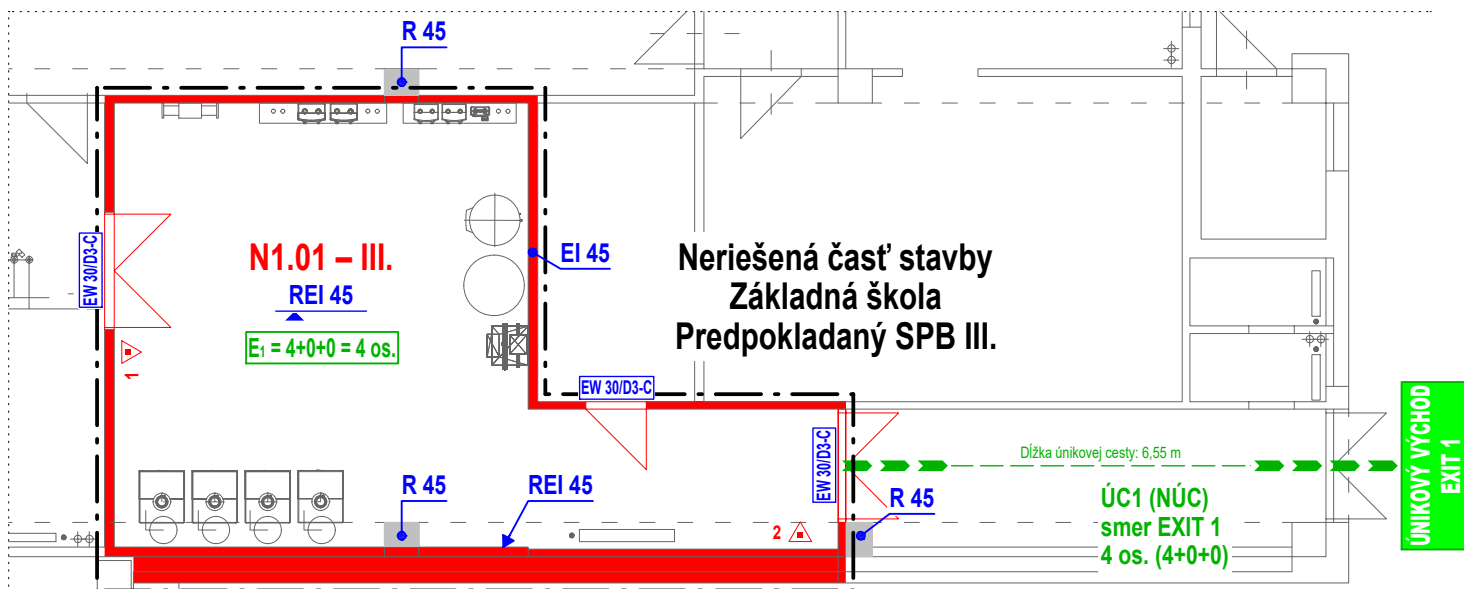 R 45
EW 30/D3-C
N1.01 – III.
REI 45
E₁ = 4+0+0 = 4 os.
1
EI 45
Neriešená časť stavby
Základná škola
Predpokladaný SPB III.
EW 30/D3-C
EW 30/D3-C
R 45
REI 45
2
R 45
Dĺžka únikovej cesty: 6,55 m
ÚC1 (NÚC)
smer EXIT 1
4 os. (4+0+0)
ÚNIKOVÝ VÝCHOD
EXIT 1